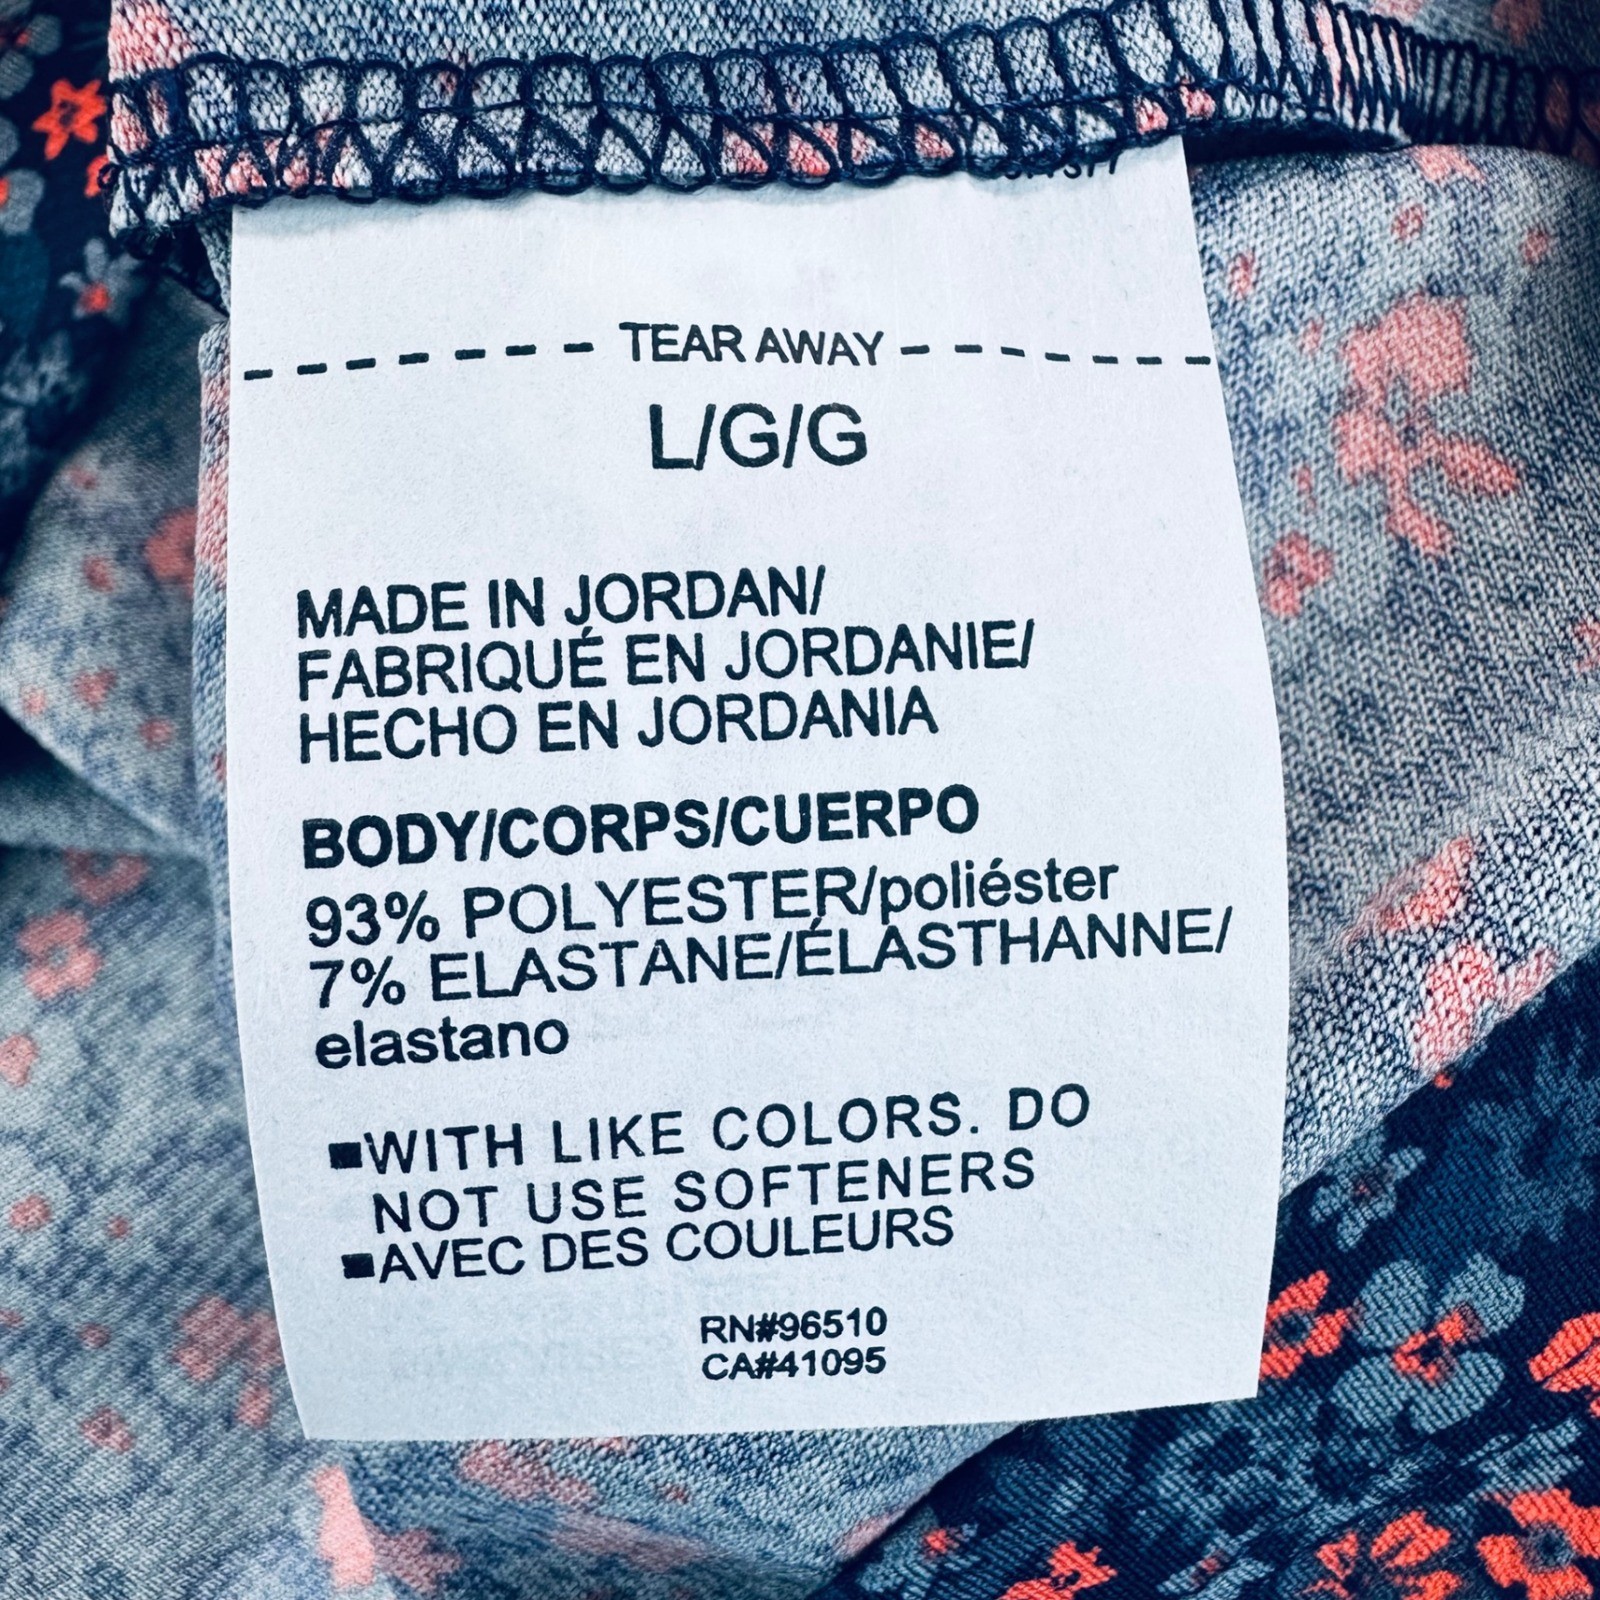 TEAR AWAY
L/G/G
MADE IN JORDAN/
FABRIQUÉ EN JORDANIE/
HECHO EN JORDANIA
BODY/CORPS/CUERPO
93% POLYESTER/poliéster
7% ELASTANE/ÉLASTHANNE/
elastano
■WITH LIKE COLORS. DO
NOT USE SOFTENERS
■AVEC DES COULEURS
RN#96510
CA#41095